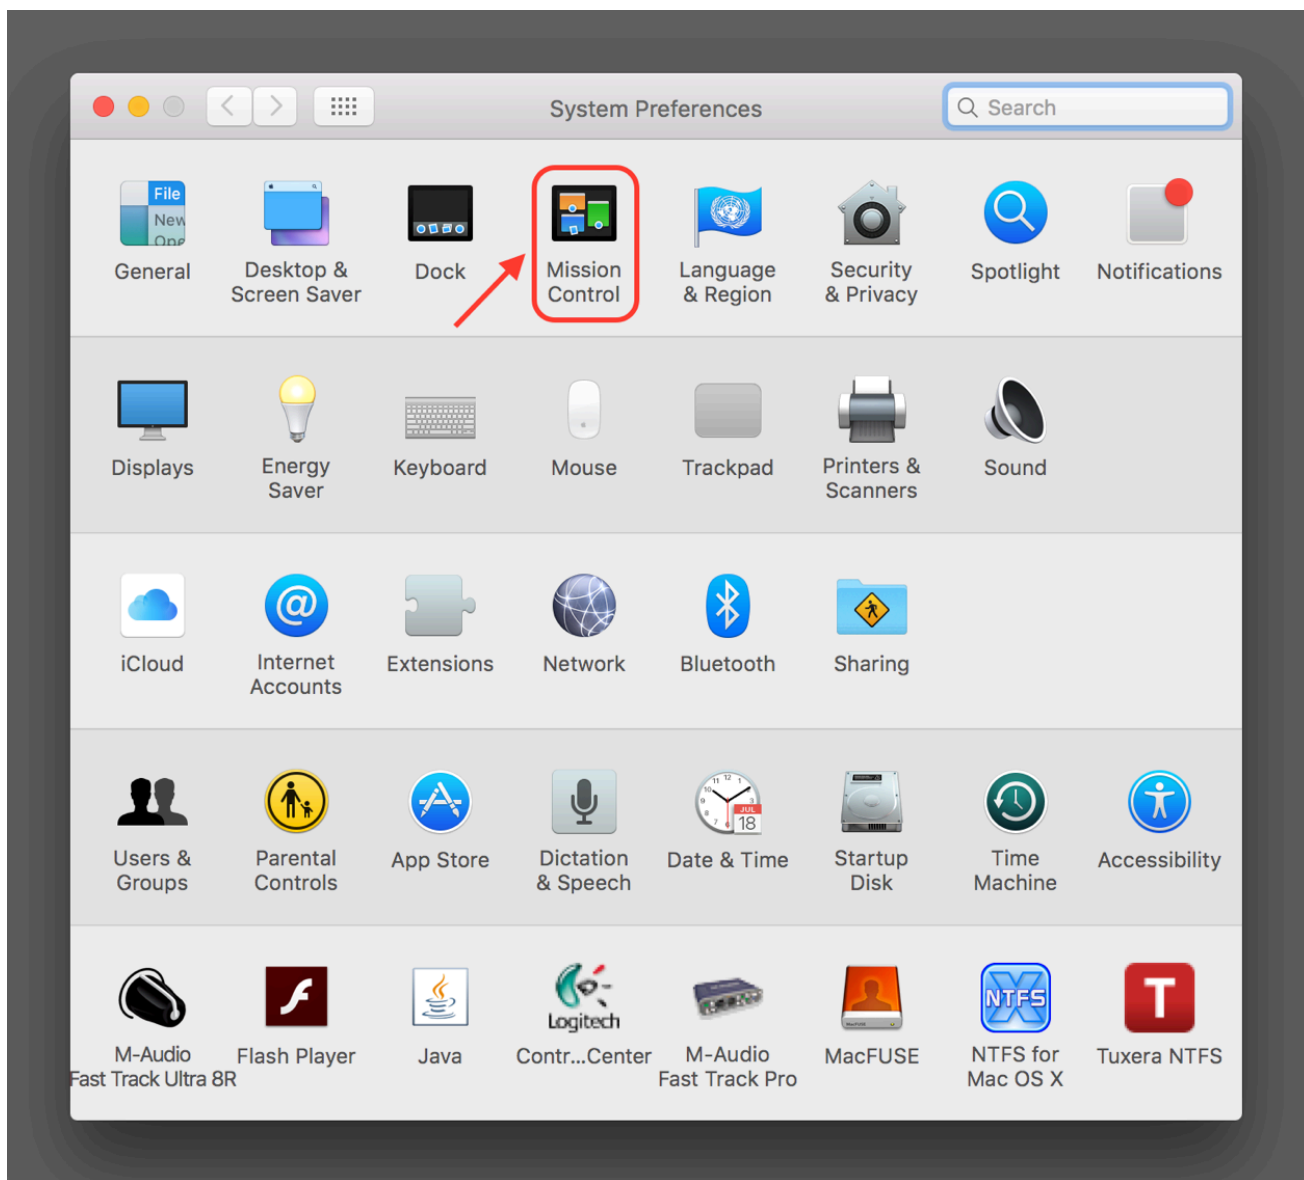 System Preferences
Search
File
New
Ope
General
Desktop &
Screen Saver
Dock
Mission
Control
Language
& Region
Security
& Privacy
Spotlight
Notifications
Displays
Energy
Saver
Keyboard
Mouse
Trackpad
Printers &
Scanners
Sound
iCloud
@
Internet
Accounts
Extensions
Network
Bluetooth
Sharing
Users &
Groups
Parental
Controls
App Store
Dictation
& Speech
JUL
18
Date & Time
Startup
Disk
Time
Machine
Accessibility
M-Audio
Fast Track Ultra 8R
Flash Player
Java
Logitech
Contr...Center
M-Audio
Fast Track Pro
MacFUSE
MacFUSE
NTFS
NTFS for
Mac OS X
T
Tuxera NTFS